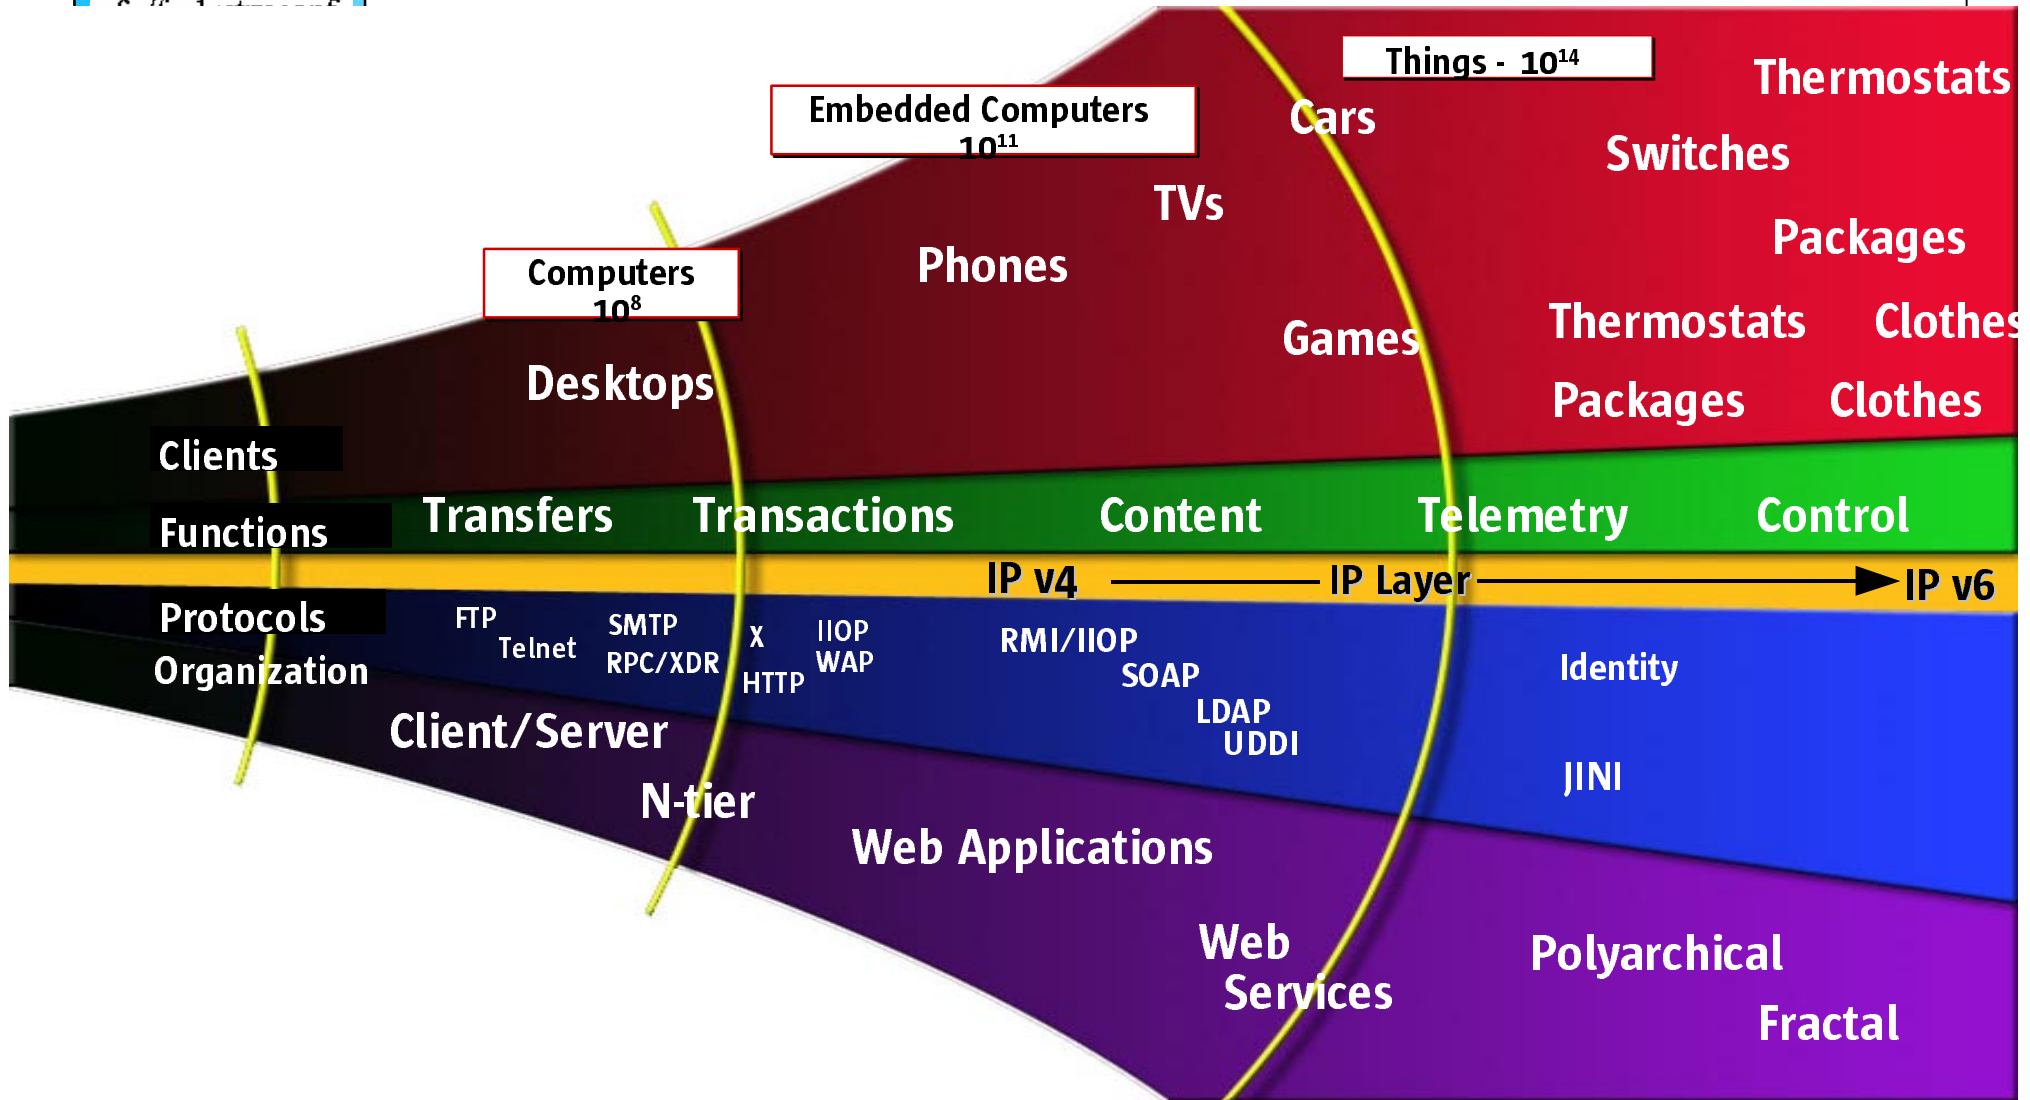 Things - 10¹⁴
Thermostats
Embedded Computers
10¹¹
Cars
Switches
TVs
Packages
Phones
Computers
10⁸
Thermostats
Clothes
Games
Desktops
Packages
Clothes
Clients
Functions
Transfers
Transactions
Content
Telemetry
Control
IP v4
IP Layer
IP v6
Protocols
FTP
Telnet
SMTP
RPC/XDR
X
HTTP
IIOP
WAP
RMI/IIOP
SOAP
LDAP
UDDI
Identity
JINI
Organization
Client/Server
N-tier
Web Applications
Web
Services
Polyarchical
Fractal